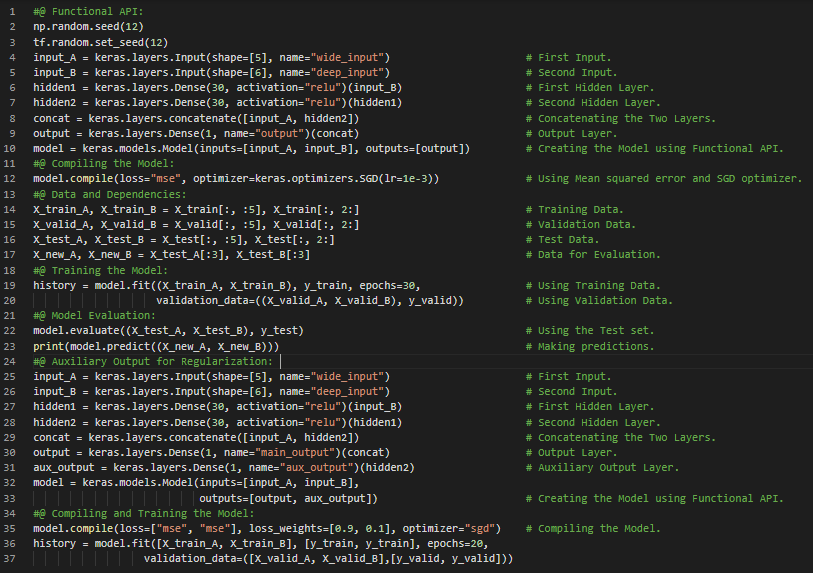 1 #@ Functional API:
2 np.random.seed(12)
3 tf.random.set_seed(12)
4 input_A = keras.layers.Input(shape=[5], name="wide_input") # First Input.
5 input_B = keras.layers.Input(shape=[6], name="deep_input") # Second Input.
6 hidden1 = keras.layers.Dense(30, activation="relu")(input_B) # First Hidden Layer.
7 hidden2 = keras.layers.Dense(30, activation="relu")(hidden1) # Second Hidden Layer.
8 concat = keras.layers.concatenate([input_A, hidden2]) # Concatenating the Two Layers.
9 output = keras.layers.Dense(1, name="output")(concat) # Output Layer.
10 model = keras.models.Model(inputs=[input_A, input_B], outputs=[output]) # Creating the Model using Functional API.
11 #@ Compiling the Model:
12 model.compile(loss="mse", optimizer=keras.optimizers.SGD(lr=1e-3)) # Using Mean squared error and SGD optimizer.
13 #@ Data and Dependencies:
14 X_train_A, X_train_B = X_train[:, :5], X_train[:, 2:] # Training Data.
15 X_valid_A, X_valid_B = X_valid[:, :5], X_valid[:, 2:] # Validation Data.
16 X_test_A, X_test_B = X_test[:, :5], X_test[:, 2:] # Test Data.
17 X_new_A, X_new_B = X_test_A[:3], X_test_B[:3] # Data for Evaluation.
18 #@ Training the Model:
19 history = model.fit((X_train_A, X_train_B), y_train, epochs=30, # Using Training Data.
20 validation_data=((X_valid_A, X_valid_B), y_valid)) # Using Validation Data.
21 #@ Model Evaluation:
22 model.evaluate((X_test_A, X_test_B), y_test) # Using the Test set.
23 print(model.predict((X_new_A, X_new_B))) # Making predictions.
24 #@ Auxiliary Output for Regularization:
25 input_A = keras.layers.Input(shape=[5], name="wide_input") # First Input.
26 input_B = keras.layers.Input(shape=[6], name="deep_input") # Second Input.
27 hidden1 = keras.layers.Dense(30, activation="relu")(input_B) # First Hidden Layer.
28 hidden2 = keras.layers.Dense(30, activation="relu")(hidden1) # Second Hidden Layer.
29 concat = keras.layers.concatenate([input_A, hidden2]) # Concatenating the Two Layers.
30 output = keras.layers.Dense(1, name="main_output")(concat) # Output Layer.
31 aux_output = keras.layers.Dense(1, name="aux_output")(hidden2) # Auxiliary Output Layer.
32 model = keras.models.Model(inputs=[input_A, input_B],
33 outputs=[output, aux_output]) # Creating the Model using Functional API.
34 #@ Compiling and Training the Model:
35 model.compile(loss=["mse", "mse"], loss_weights=[0.9, 0.1], optimizer="sgd") # Compiling the Model.
36 history = model.fit([X_train_A, X_train_B], [y_train, y_train], epochs=20,
37 validation_data=([X_valid_A, X_valid_B],[y_valid, y_valid]))